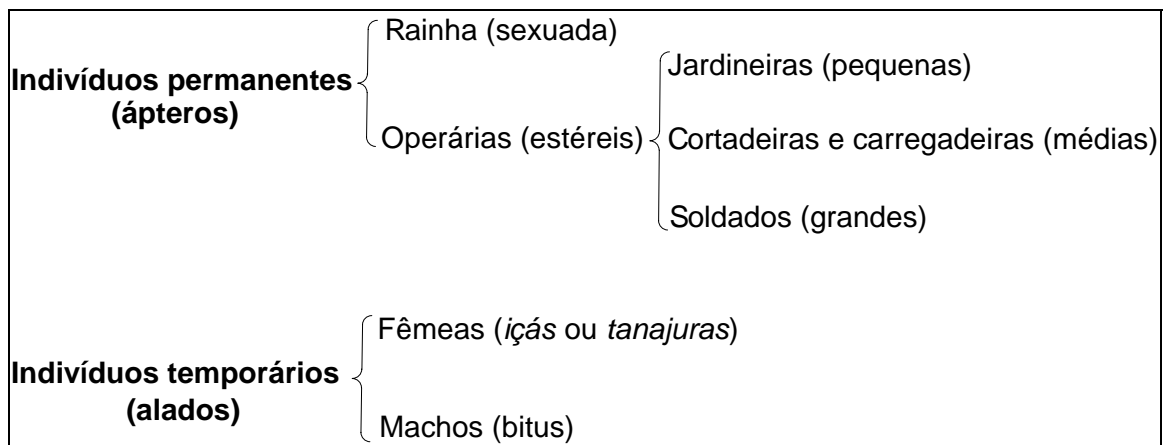 Rainha (sexuada)
Indivíduos permanentes
(ápteros)
Jardineiras (pequenas)
Operárias (estéreis)
Cortadeiras e carregadeiras (médias)
Soldados (grandes)
Fêmeas (içás ou tanajuras)
Indivíduos temporários
(alados)
Machos (bitus)